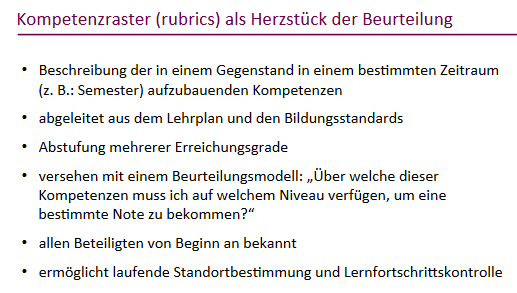 Kompetenzraster (rubrics) als Herzstück der Beurteilung
• Beschreibung der in einem Gegenstand in einem bestimmten Zeitraum
(z. B.: Semester) aufzubauenden Kompetenzen
• abgeleitet aus dem Lehrplan und den Bildungsstandards
• Abstufung mehrerer Erreichungsgrade
• versehen mit einem Beurteilungsmodell: „Über welche dieser
Kompetenzen muss ich auf welchem Niveau verfügen, um eine
bestimmte Note zu bekommen?“
• allen Beteiligten von Beginn an bekannt
• ermöglicht laufende Standortbestimmung und Lernfortschrittskontrolle